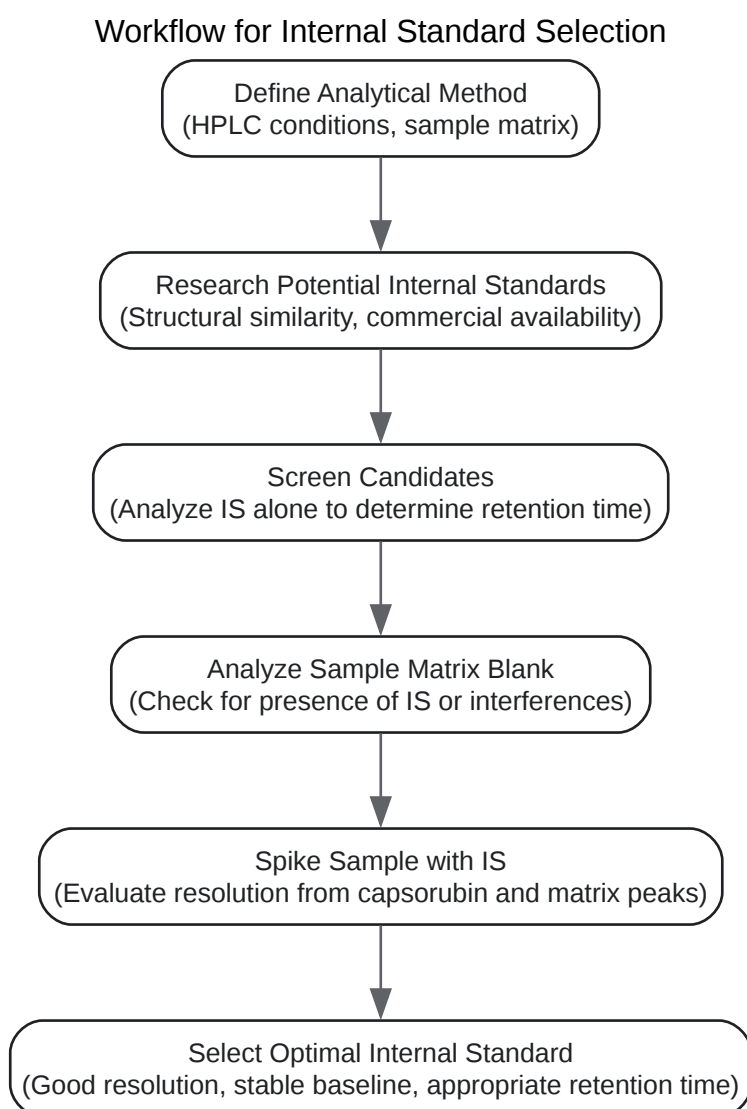 Workflow for Internal Standard Selection
Define Analytical Method
(HPLC conditions, sample matrix)
Research Potential Internal Standards
(Structural similarity, commercial availability)
Screen Candidates
(Analyze IS alone to determine retention time)
Analyze Sample Matrix Blank
(Check for presence of IS or interferences)
Spike Sample with IS
(Evaluate resolution from capsorubin and matrix peaks)
Select Optimal Internal Standard
(Good resolution, stable baseline, appropriate retention time)